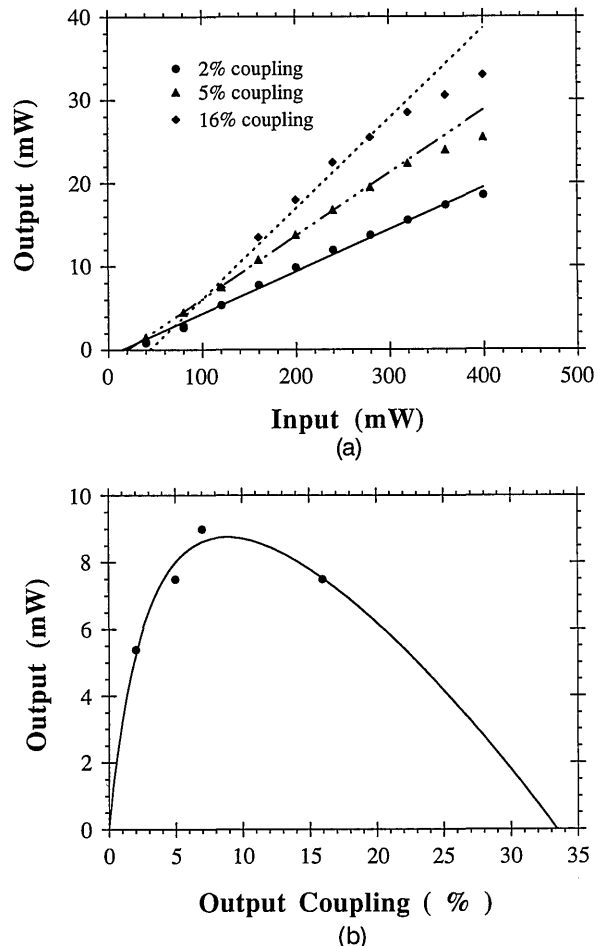 40
30
20
10
0
Output (mW)
2% coupling
5% coupling
16% coupling
0 100 200 300 400 500
Input (mW)
(a)
10
8
6
4
2
0
Output (mW)
0 5 10 15 20 25 30 35
Output Coupling ( %)
(b)